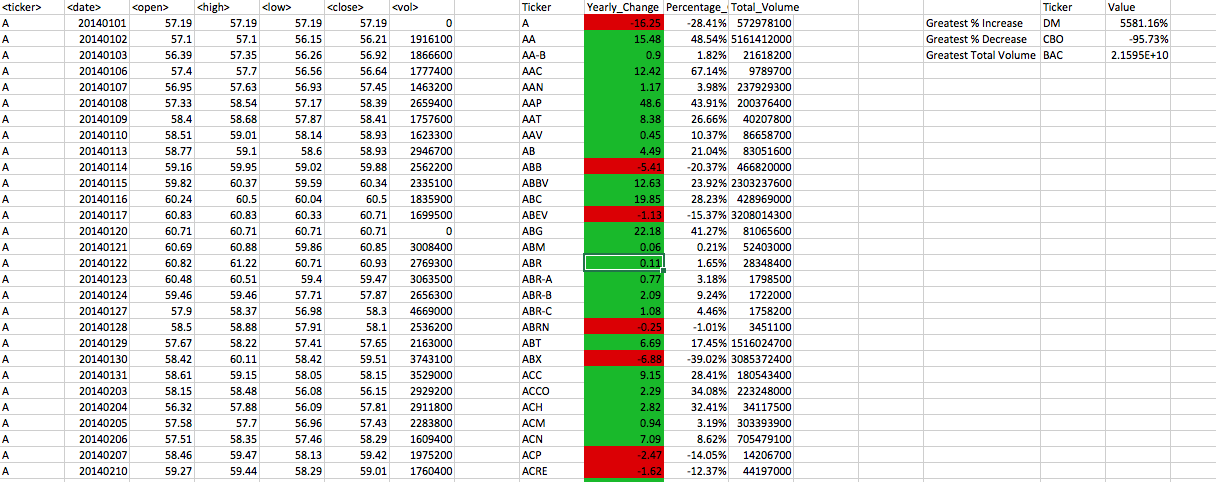 <ticker> <date> <open> <high> <low> <close> <vol> Ticker Yearly_Change Percentage_ Total_Volume Ticker Value
A 20140101 57.19 57.19 57.19 57.19 0 A -16.25 -28.41% 572978100 Greatest % Increase DM 5581.16%
A 20140102 57.1 57.1 56.15 56.21 1916100 AA 15.48 48.54% 5161412000 Greatest % Decrease CBO -95.73%
A 20140103 56.39 57.35 56.26 56.92 1866600 AA-B 0.9 1.82% 21618200 Greatest Total Volume BAC 2.1595E+10
A 20140106 57.4 57.7 56.56 56.64 1777400 AAC 12.42 67.14% 9789700
A 20140107 56.95 57.63 56.93 57.45 1463200 AAN 1.17 3.98% 237929300
A 20140108 57.33 58.54 57.17 58.39 2659400 AAP 48.6 43.91% 200376400
A 20140109 58.4 58.68 57.87 58.41 1757600 AAT 8.38 26.66% 40207800
A 20140110 58.51 59.01 58.14 58.93 1623300 AAV 0.45 10.37% 86658700
A 20140113 58.77 59.1 58.6 58.93 2946700 AB 4.49 21.04% 83051600
A 20140114 59.16 59.95 59.02 59.88 2562200 ABB -5.41 -20.37% 466820000
A 20140115 59.82 60.37 59.59 60.34 2335100 ABBV 12.63 23.92% 2303237600
A 20140116 60.24 60.5 60.04 60.5 1835900 ABC 19.85 28.23% 428969000
A 20140117 60.83 60.83 60.33 60.71 1699500 ABEV -1.13 -15.37% 3208014300
A 20140120 60.71 60.71 60.71 60.71 0 ABG 22.18 41.27% 81065600
A 20140121 60.69 60.88 59.86 60.85 3008400 ABM 0.06 0.21% 52403000
A 20140122 60.82 61.22 60.71 60.93 2769300 ABR 0.11 1.65% 28348400
A 20140123 60.48 60.51 59.4 59.47 3063500 ABR-A 0.77 3.18% 1798500
A 20140124 59.46 59.46 57.71 57.87 2656300 ABR-B 2.09 9.24% 1722000
A 20140127 57.9 58.37 56.98 58.3 4669000 ABR-C 1.08 4.46% 1758200
A 20140128 58.5 58.88 57.91 58.1 2536200 ABRN -0.25 -1.01% 3451100
A 20140129 57.67 58.22 57.41 57.65 2163000 ABT 6.69 17.45% 1516024700
A 20140130 58.42 60.11 58.42 59.51 3743100 ABX -6.88 -39.02% 3085372400
A 20140131 58.61 59.15 58.05 58.15 3529000 ACC 9.15 28.41% 180543400
A 20140203 58.15 58.48 56.08 56.15 2929200 ACCO 2.29 34.08% 223248000
A 20140204 56.32 57.88 56.09 57.81 2911800 ACH 2.82 32.41% 34117500
A 20140205 57.58 57.7 56.96 57.43 2283800 ACM 0.94 3.19% 303393900
A 20140206 57.51 58.35 57.46 58.29 1609400 ACN 7.09 8.62% 705479100
A 20140207 58.46 59.47 58.13 59.42 1975200 ACP -2.47 -14.05% 14206700
A 20140210 59.27 59.44 58.29 59.01 1760400 ACRE -1.62 -12.37% 44197000